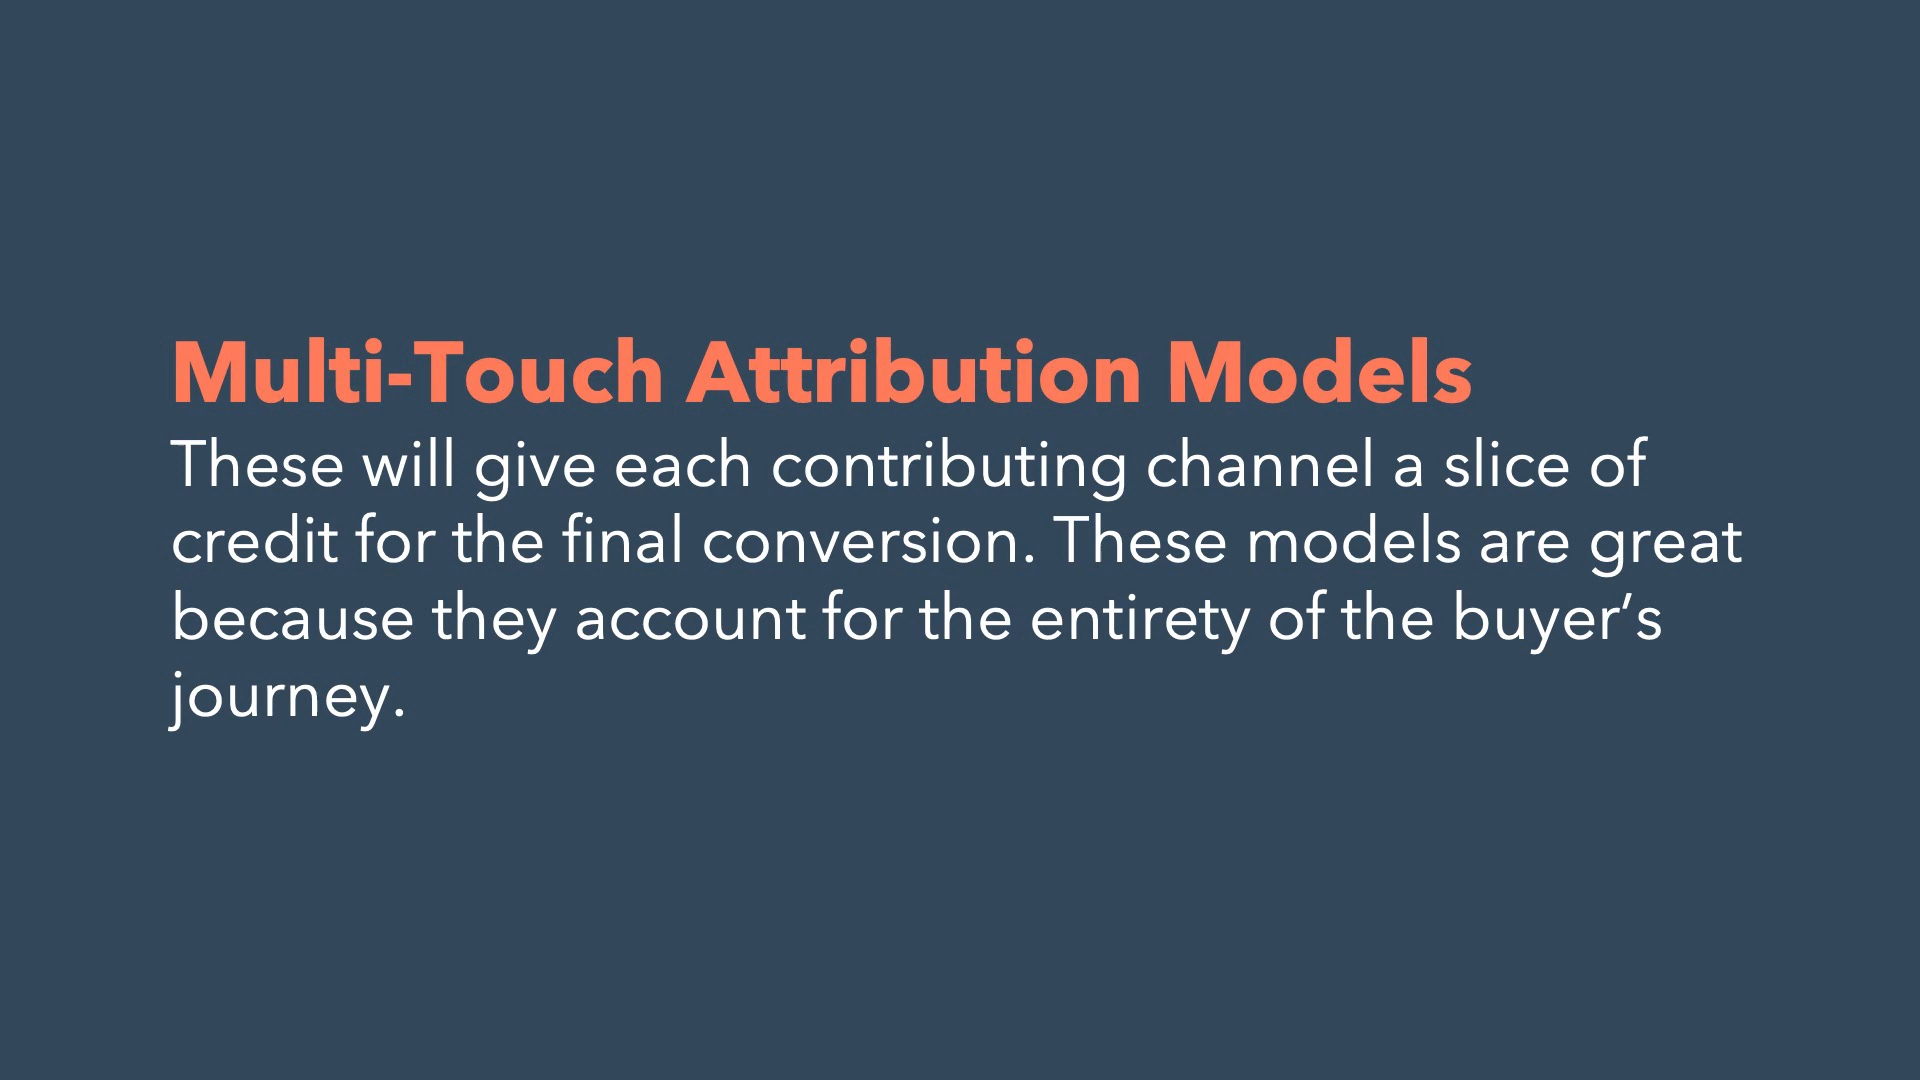 Multi-Touch Attribution Models
These will give each contributing channel a slice of
credit for the final conversion. These models are great
because they account for the entirety of the buyer’s
journey.